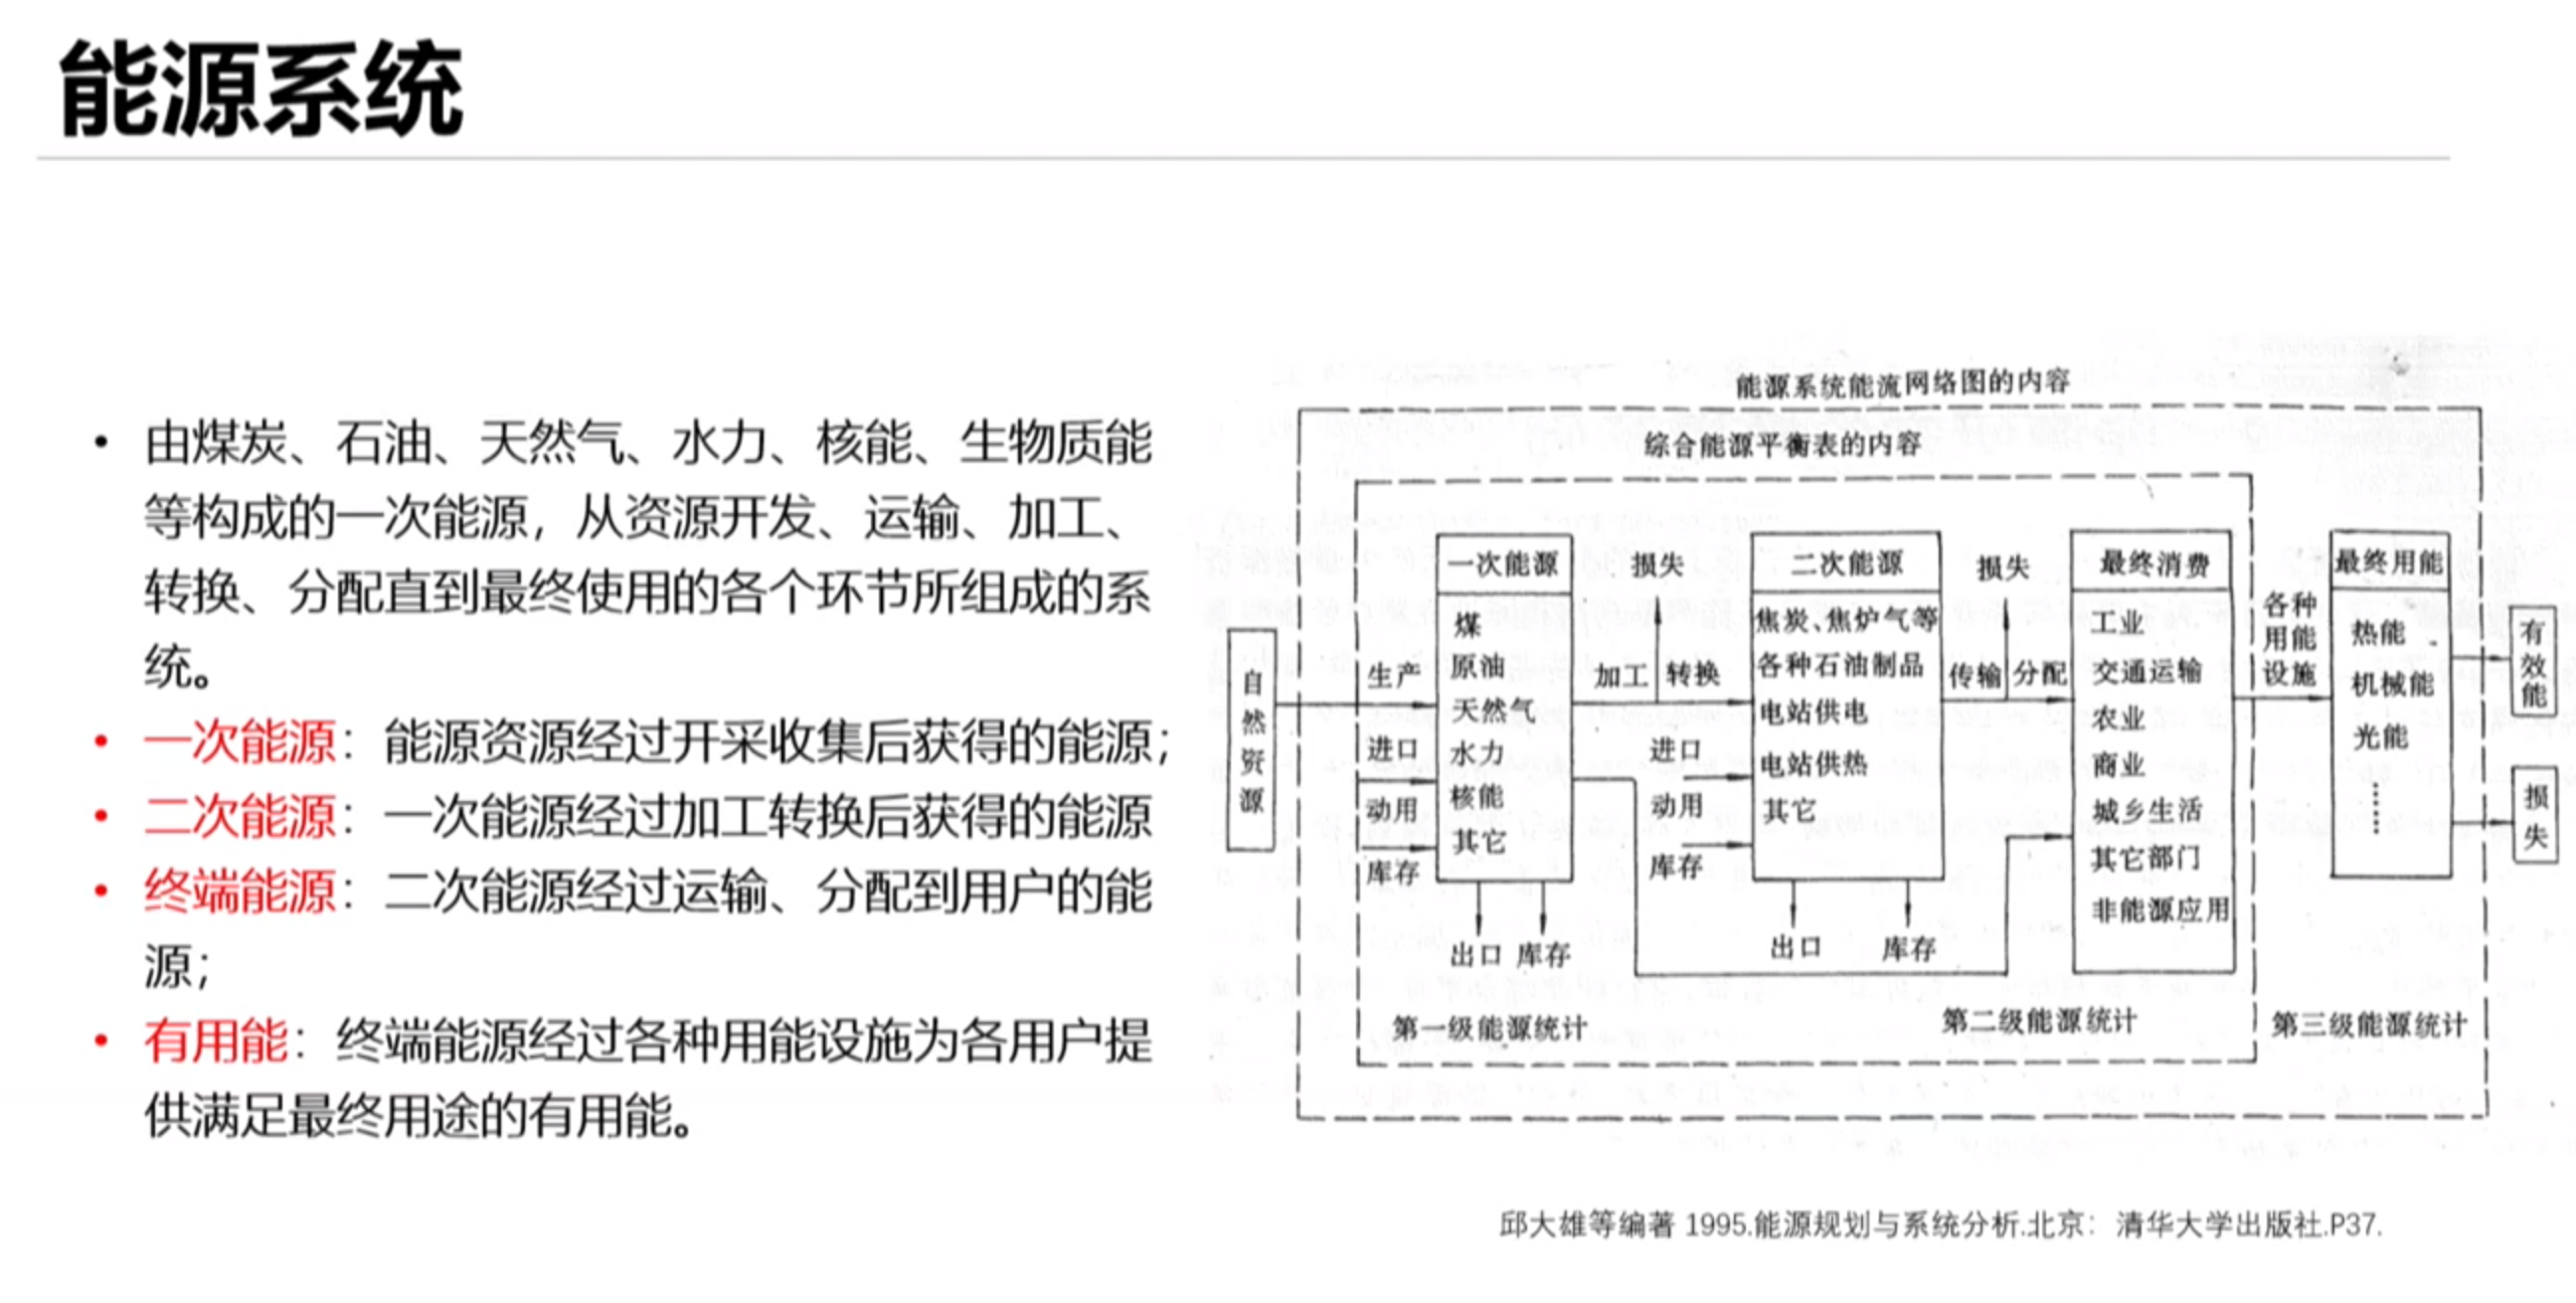 能源系统
• 由煤炭、石油、天然气、水力、核能、生物质能
等构成的一次能源，从资源开发、运输、加工、
转换、分配直到最终使用的各个环节所组成的系
统。
• 一次能源：能源资源经过开采收集后获得的能源；
• 二次能源：一次能源经过加工转换后获得的能源
• 终端能源：二次能源经过运输、分配到用户的能
源；
• 有用能：终端能源经过各种用能设施为各用户提
供满足最终用途的有用能。
能源系统能流网络图的内容
综合能源平衡表的内容
自然资源
生产
进口
动用
库存
一次能源
煤
原油
天然气
水力
核能
其它
出口 库存
损失
加工 转换
进口
动用
库存
二次能源
焦炭、焦炉气等
各种石油制品
电站供电
电站供热
其它
出口 库存
损失
传输 分配
最终消费
工业
交通运输
农业
商业
城乡生活
其它部门
非能源应用
各种
用能
设施
最终用能
热能
机械能
光能
……
有效能
损失
第一级能源统计
第二级能源统计
第三级能源统计
邱大雄等编著 1995.能源规划与系统分析.北京：清华大学出版社.P37.